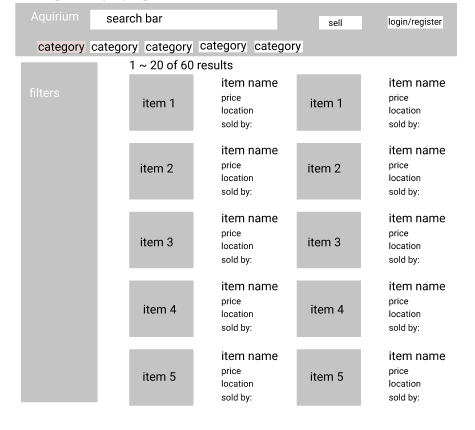 Aquirium search bar sell login/register
category category category category category
1 ~ 20 of 60 results
filters
item 1
item name
price
location
sold by:
item 1
item name
price
location
sold by:
item 2
item name
price
location
sold by:
item 2
item name
price
location
sold by:
item 3
item name
price
location
sold by:
item 3
item name
price
location
sold by:
item 4
item name
price
location
sold by:
item 4
item name
price
location
sold by:
item 5
item name
price
location
sold by:
item 5
item name
price
location
sold by: